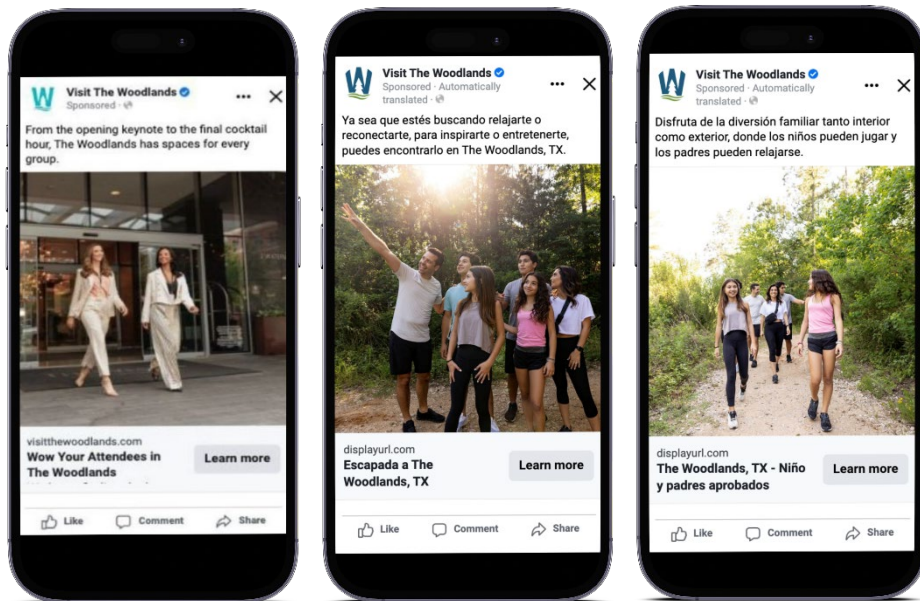 Visit The Woodlands
Sponsored ·
From the opening keynote to the final cocktail
hour, The Woodlands has spaces for every
group.
visitthewoodlands.com
Wow Your Attendees in
The Woodlands
Learn more
Like
Comment
Share
Visit The Woodlands
Sponsored · Automatically
translated ·
Ya sea que estés buscando relajarte o
reconectarte, para inspirarte o entretenerte,
puedes encontrarlo en The Woodlands, TX.
displayurl.com
Escapada a The
Woodlands, TX
Learn more
Like
Comment
Share
Visit The Woodlands
Sponsored · Automatically
translated ·
Disfruta de la diversión familiar tanto interior
como exterior, donde los niños pueden jugar y
los padres pueden relajarse.
displayurl.com
The Woodlands, TX - Niño
y padres aprobados
Learn more
Like
Comment
Share